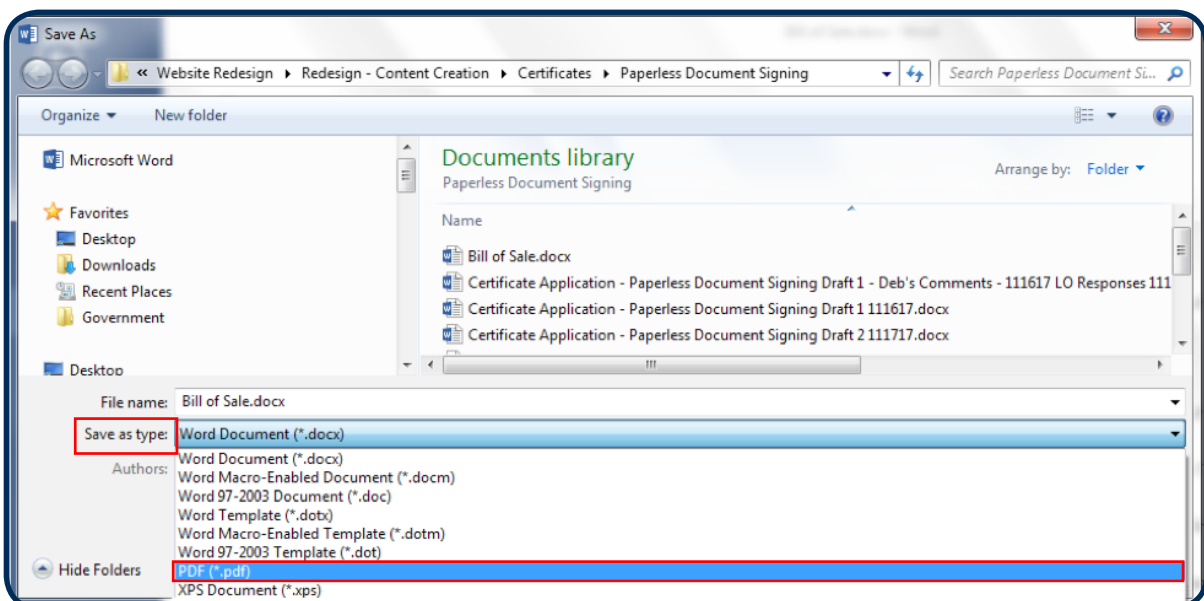 Save As
« Website Redesign ▸ Redesign - Content Creation ▸ Certificates ▸ Paperless Document Signing
Search Paperless Document Si...
Organize
New folder
Microsoft Word
Favorites
Desktop
Downloads
Recent Places
Government
Desktop
Documents library
Paperless Document Signing
Arrange by: Folder
Name
Bill of Sale.docx
Certificate Application - Paperless Document Signing Draft 1 - Deb's Comments - 111617 LO Responses 111
Certificate Application - Paperless Document Signing Draft 1 111617.docx
Certificate Application - Paperless Document Signing Draft 2 111717.docx
File name: Bill of Sale.docx
Save as type: Word Document (*.docx)
Authors:
Word Document (*.docx)
Word Macro-Enabled Document (*.docm)
Word 97-2003 Document (*.doc)
Word Template (*.dotx)
Word Macro-Enabled Template (*.dotm)
Word 97-2003 Template (*.dot)
Hide Folders
PDF (*.pdf)
XPS Document (*.xps)